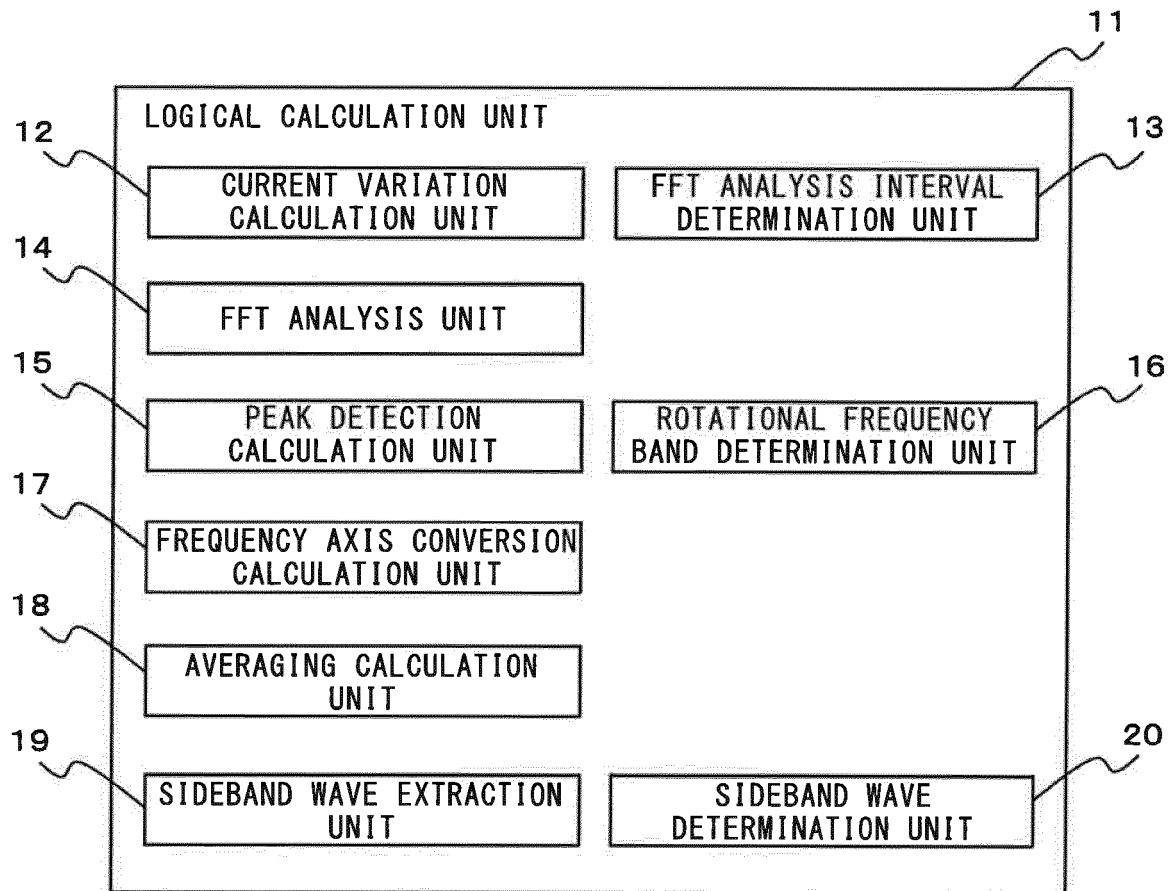 11
LOGICAL CALCULATION UNIT
12
CURRENT VARIATION
CALCULATION UNIT
FFT ANALYSIS INTERVAL
DETERMINATION UNIT
13
14
FFT ANALYSIS UNIT
15
PEAK DETECTION
CALCULATION UNIT
ROTATIONAL FREQUENCY
BAND DETERMINATION UNIT
16
17
FREQUENCY AXIS CONVERSION
CALCULATION UNIT
18
AVERAGING CALCULATION
UNIT
19
SIDEBAND WAVE EXTRACTION
UNIT
SIDEBAND WAVE
DETERMINATION UNIT
20